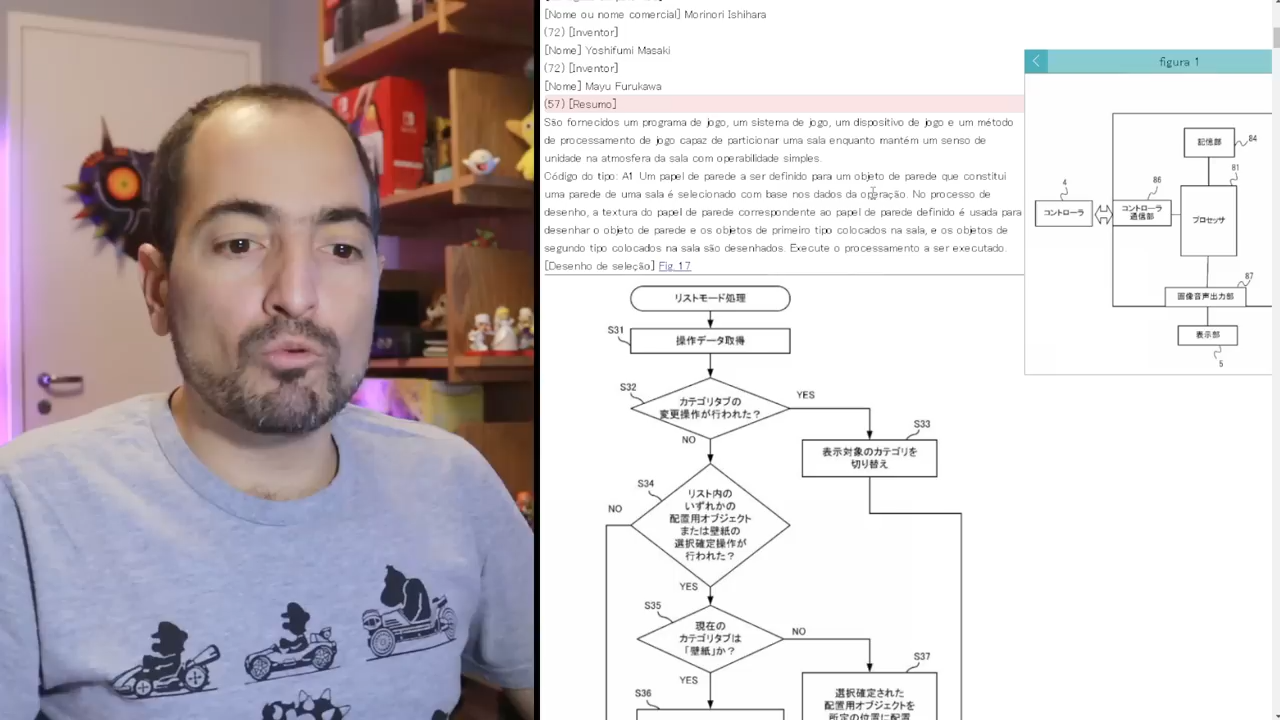 [Nome ou nome comercial] Morinori Ishihara
(72) [Inventor]
[Nome] Yoshifumi Masaki
(72) [Inventor]
[Nome] Mayu Furukawa
(57) [Resumo]
São fornecidos um programa de jogo, um sistema de jogo, um dispositivo de jogo e um método
de processamento de jogo capaz de particionar uma sala enquanto mantém um senso de
unidade na atmosfera da sala com operabilidade simples.
Código do tipo: A1 Um papel de parede a ser definido para um objeto de parede que constitui
uma parede de uma sala é selecionado com base nos dados da operação. No processo de
desenho, a textura do papel de parede correspondente ao papel de parede definido é usada para
desenhar o objeto de parede e os objetos de primeiro tipo colocados na sala, e os objetos de
segundo tipo colocados na sala são desenhados. Execute o processamento a ser executado.
[Desenho de seleção] Fig 17
リストモード処理
S31
操作データ取得
S32
カテゴリタブの
変更操作が行われた?
YES
NO
S33
表示対象のカテゴリを
切り替え
S34
リスト内の
いずれかの
配置用オブジェクト
または壁紙の
選択確定操作が
行われた?
NO
YES
S35
現在の
カテゴリタブは
「壁紙」か?
NO
YES
S37
選択確定された
配置用オブジェクトを
所定の位置に配置
S36
figura 1
記憶部
84
81
4
コントローラ
86
コントローラ
通信部
プロセッサ
87
画像音声出力部
表示部
5